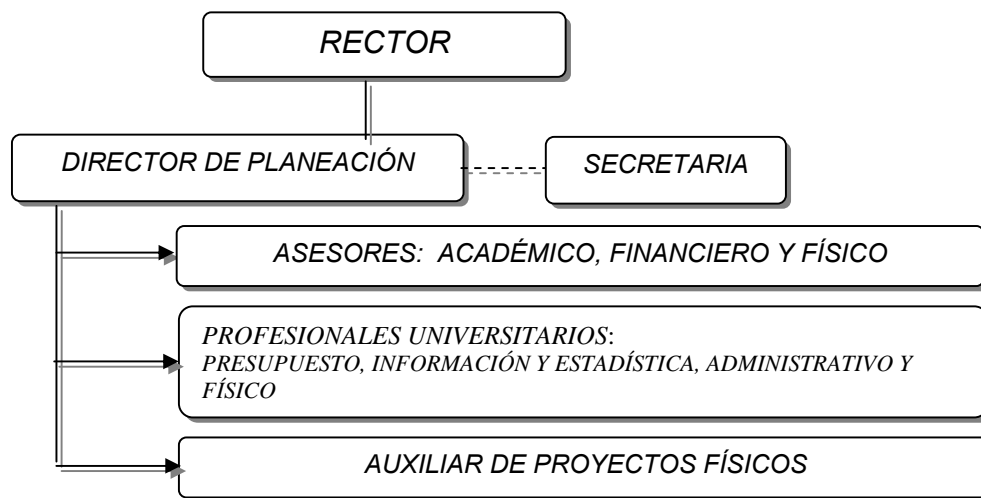 RECTOR
DIRECTOR DE PLANEACIÓN
SECRETARIA
ASESORES: ACADÉMICO, FINANCIERO Y FÍSICO
PROFESIONALES UNIVERSITARIOS:
PRESUPUESTO, INFORMACIÓN Y ESTADÍSTICA, ADMINISTRATIVO Y
FÍSICO
AUXILIAR DE PROYECTOS FÍSICOS